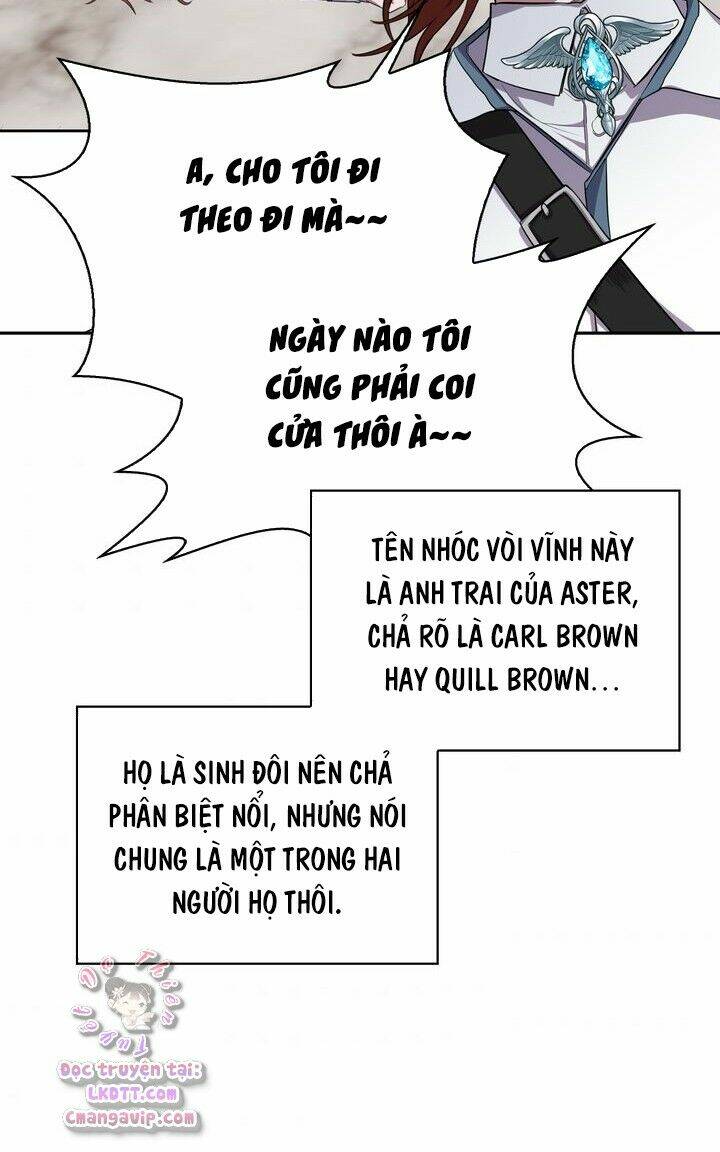 A, CHO TÔI ĐI
THEO ĐI MÀ~~
NGÀY NÀO TÔI
CŨNG PHẢI COI
CỬA THÔI À~~
TÊN NHÓC VÒI VĨNH NÀY
LÀ ANH TRAI CỦA ASTER,
CHẢ RÕ LÀ CARL BROWN
HAY QUILL BROWN...
HỌ LÀ SINH ĐÔI NÊN CHẢ
PHÂN BIỆT NỔI, NHƯNG NÓI
CHUNG LÀ MỘT TRONG HAI
NGƯỜI HỌ THÔI.
Tuyệt Dạ Thiên
Đọc truyện tại:
LKDTT.com
Cmangavip.com